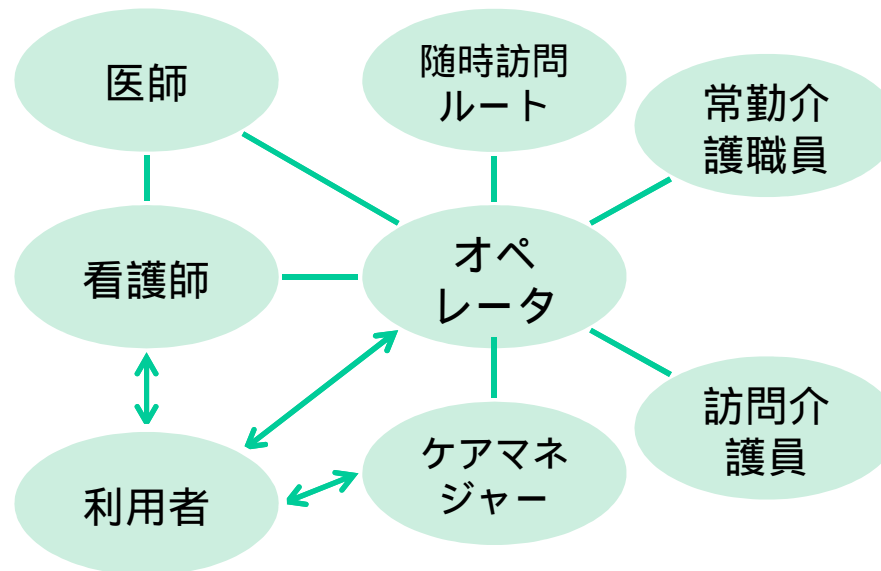 医師
随時訪問
ルート
常勤介
護職員
看護師
オペ
レータ
利用者
ケアマネ
ジャー
訪問介
護員